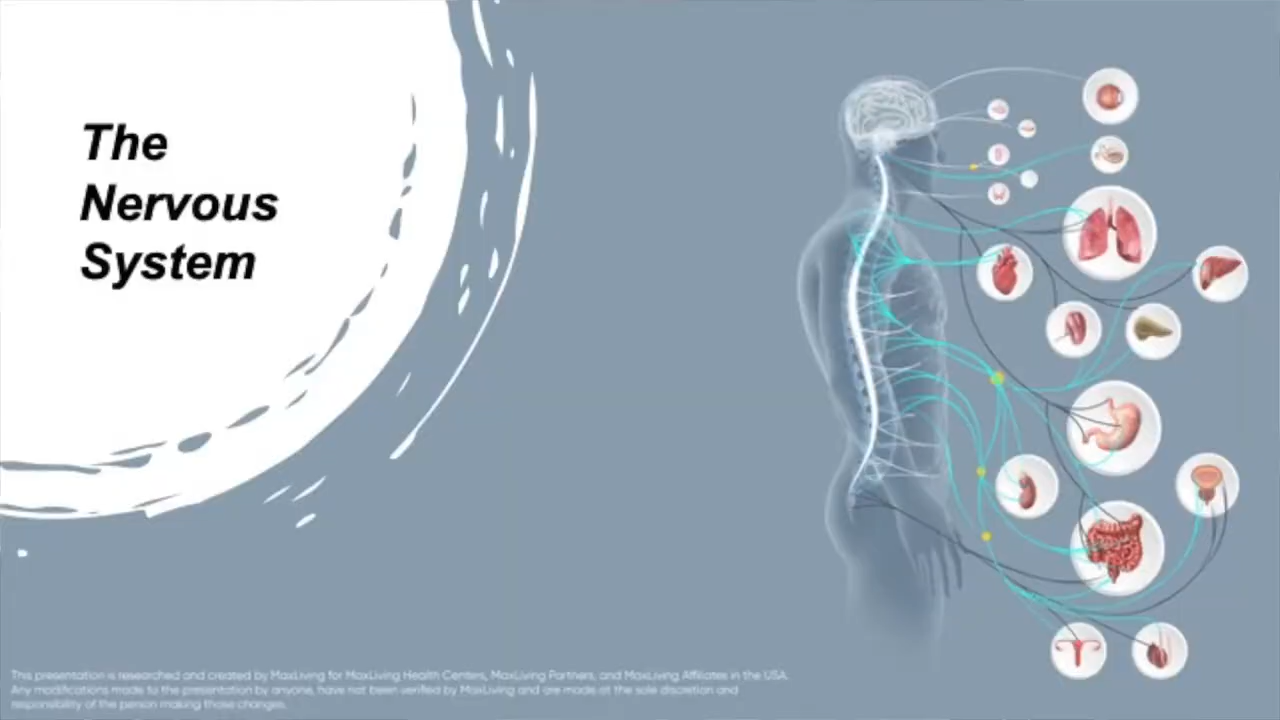 The
Nervous
System
This presentation is researched and created by MaxLiving for MaxLiving Health Centers, MaxLiving Partners, and MaxLiving Affiliates in the USA.
Any modifications made to the presentation by anyone, have not been verified by MaxLiving and are made at the sole discretion and
responsibility of the person making those changes.